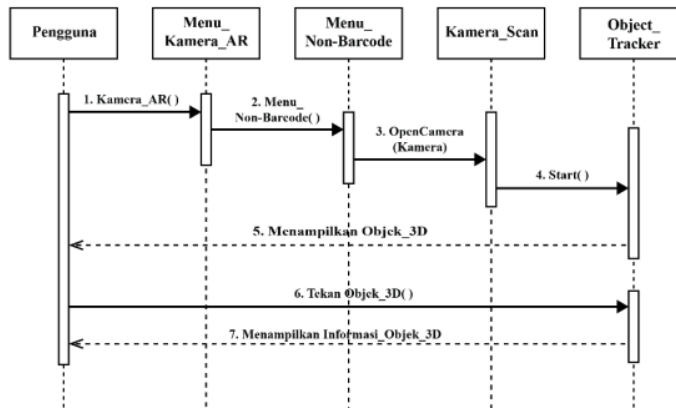 Pengguna
Menu_
Kamera_AR
Menu_
Non-Barcode
Kamera_Scan
Object_
Tracker
1. Kamera_AR( )
2. Menu_
Non-Barcode( )
3. OpenCamera
(Kamera)
4. Start( )
5. Menampilkan Objek_3D
6. Tekan Objek_3D( )
7. Menampilkan Informasi_Objek_3D